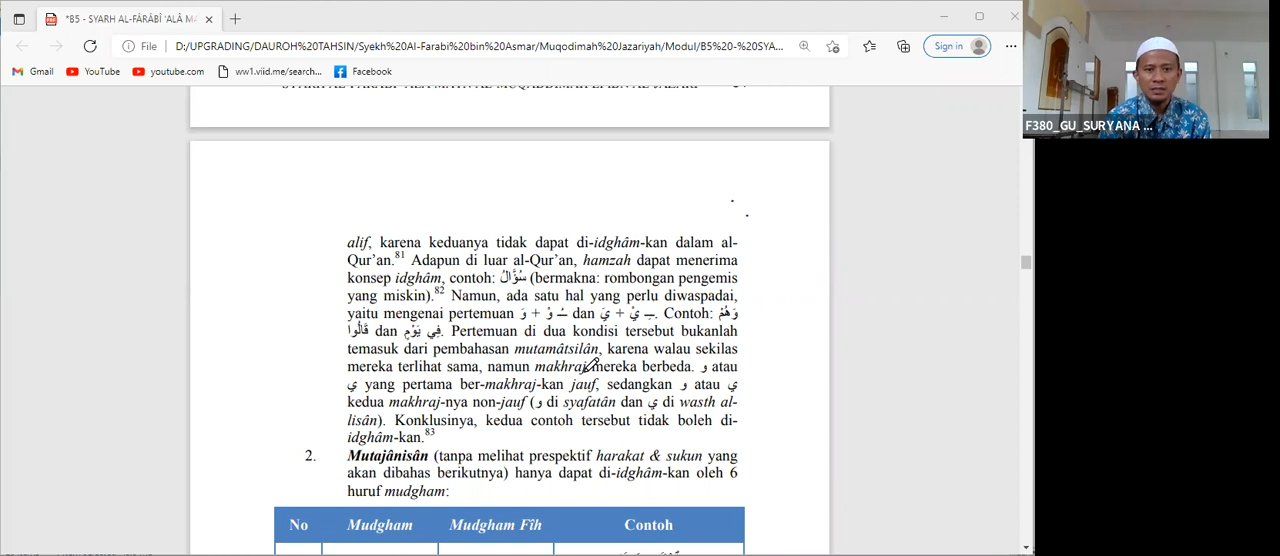 *B5 - SYARH AL-FÂRÂBÎ 'ALÂ MA
File
D:/UPGRADING/DAUROH%20TAHSIN/Syekh%20Al-Farabi%20bin%20Asmar/Muqodimah%20Jazariyah/Modul/B5%20-%20SYA...
Sign in
Gmail YouTube youtube.com ww1.viid.me/search... Facebook
F380_GU_SURYANA ...
alif, karena keduanya tidak dapat di-idghâm-kan dalam al-
Qur'an.81 Adapun di luar al-Qur'an, hamzah dapat menerima
konsep idghâm, contoh: سُؤَّالُ (bermakna: rombongan pengemis
yang miskin).82 Namun, ada satu hal yang perlu diwaspadai,
yaitu mengenai pertemuan ـُـ وْ + وَ dan ـِـ يْ + يَ. Contoh: قَالُوا وَهُمْ
dan فِي يَوْمٍ. Pertemuan di dua kondisi tersebut bukanlah
temasuk dari pembahasan mutamâtsilân, karena walau sekilas
mereka terlihat sama, namun makhraj mereka berbeda. و atau
ي yang pertama ber-makhraj-kan jauf, sedangkan و atau ي
kedua makhraj-nya non-jauf (و di syafatân dan ي di wasth al-
lisân). Konklusinya, kedua contoh tersebut tidak boleh di-
idghâm-kan.83
2. Mutajânisân (tanpa melihat prespektif harakat & sukun yang
akan dibahas berikutnya) hanya dapat di-idghâm-kan oleh 6
huruf mudgham:
No Mudgham Mudgham Fîh Contoh